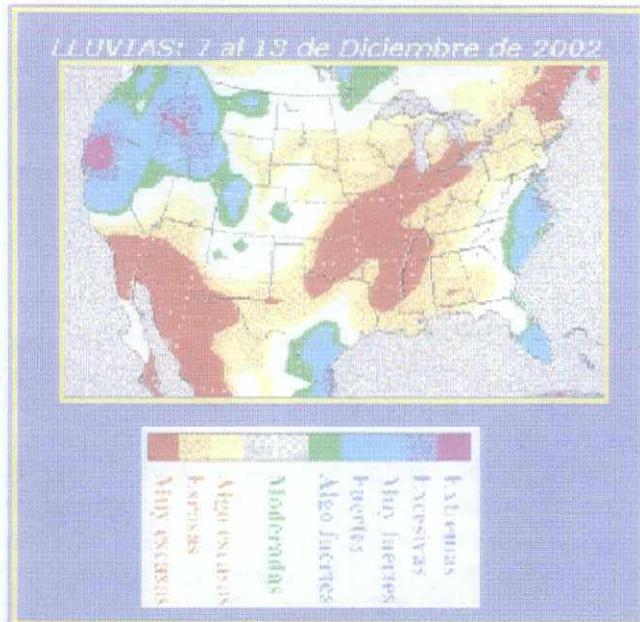 LLUVIAS: 7 al 13 de Diciembre de 2002
Muy escasas
Escasas
Algo escasas
Moderadas
Algo fuertes
Fuertes
Muy fuertes
Excesivas
Extremas